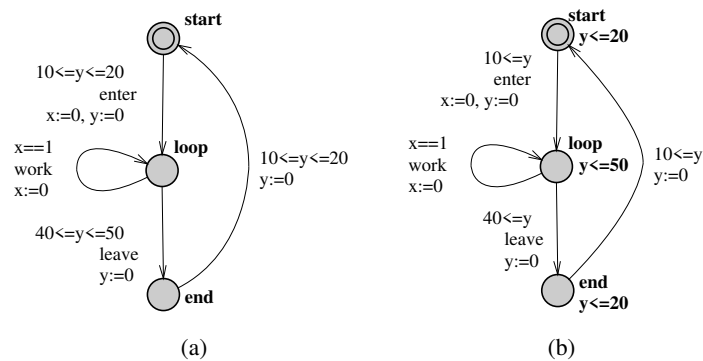 start
10<=y<=20
enter
x:=0, y:=0
loop
x==1
work
x:=0
10<=y<=20
y:=0
40<=y<=50
leave
y:=0
end
(a)
start
y<=20
10<=y
enter
x:=0, y:=0
loop
y<=50
x==1
work
x:=0
10<=y
y:=0
40<=y
leave
y:=0
end
y<=20
(b)